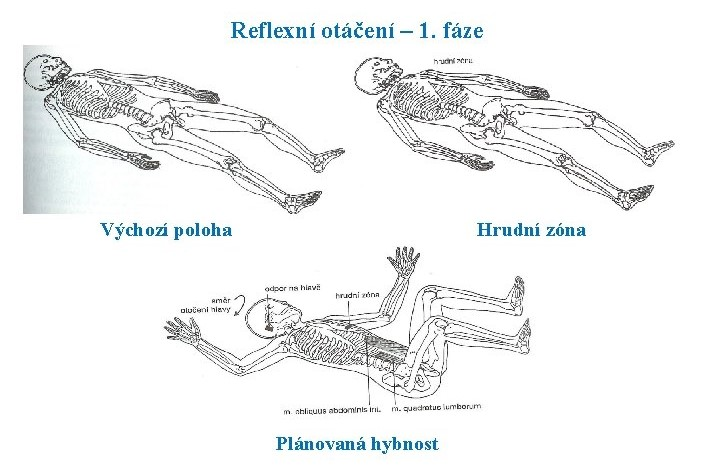 Reflexní otáčení – 1. fáze
hrudní zóna
Výchozí poloha
Hrudní zóna
odpor na hlavě
směr
otočení hlavy
hrudní zóna
m. obliquus abdominis int.
m. quadratus lumborum
Plánovaná hybnost